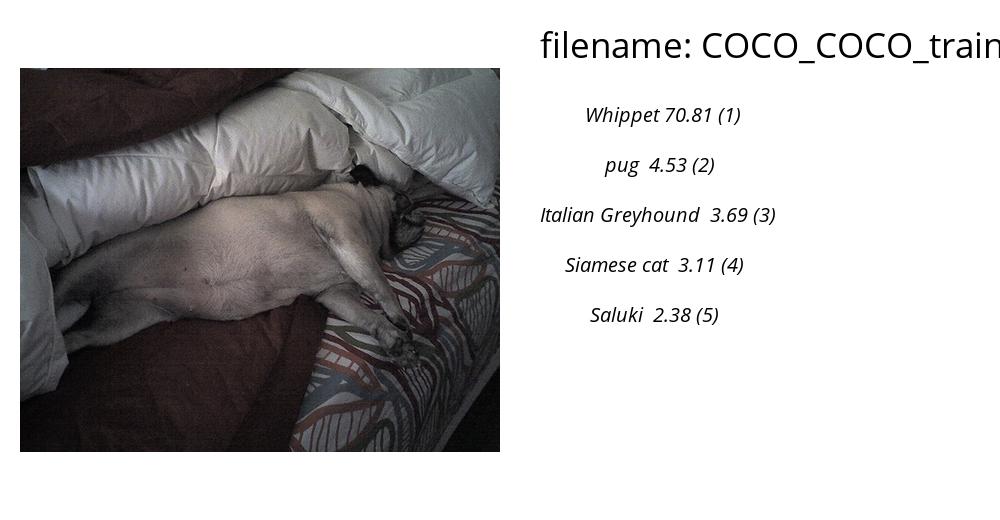 filename: COCO_COCO_train
Whippet 70.81 (1)
pug 4.53 (2)
Italian Greyhound 3.69 (3)
Siamese cat 3.11 (4)
Saluki 2.38 (5)